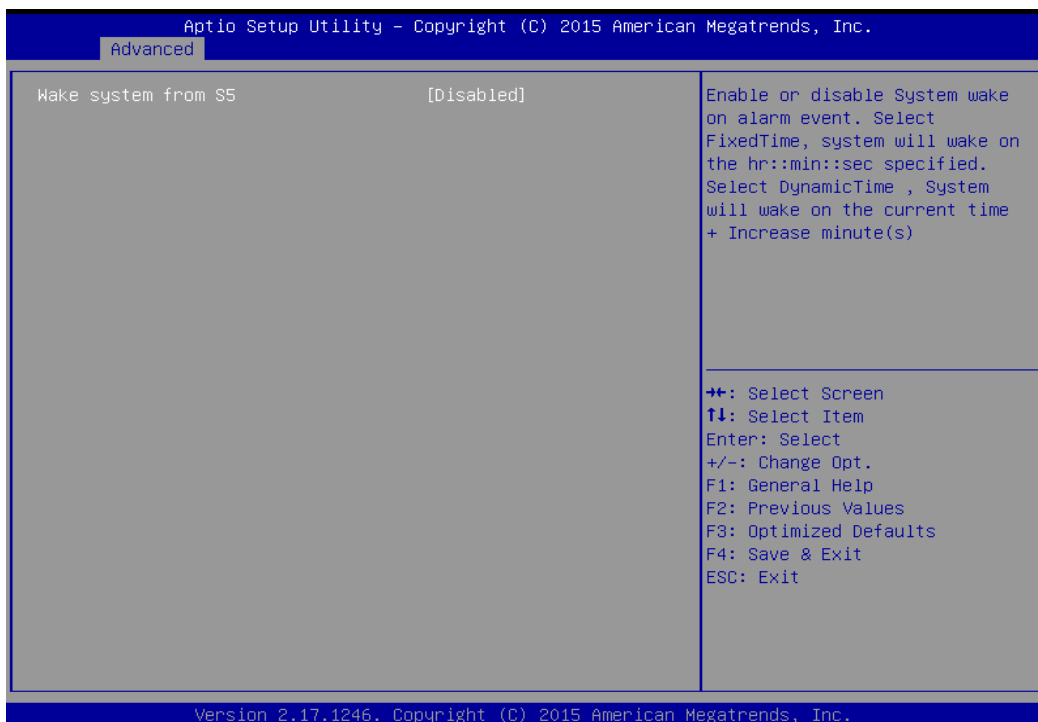 Aptio Setup Utility – Copyright (C) 2015 American Megatrends, Inc.
Advanced
Wake system from S5 [Disabled]
Enable or disable System wake
on alarm event. Select
FixedTime, system will wake on
the hr::min::sec specified.
Select DynamicTime , System
will wake on the current time
+ Increase minute(s)
→←: Select Screen
↑↓: Select Item
Enter: Select
+/-: Change Opt.
F1: General Help
F2: Previous Values
F3: Optimized Defaults
F4: Save & Exit
ESC: Exit
Version 2.17.1246. Copyright (C) 2015 American Megatrends, Inc.